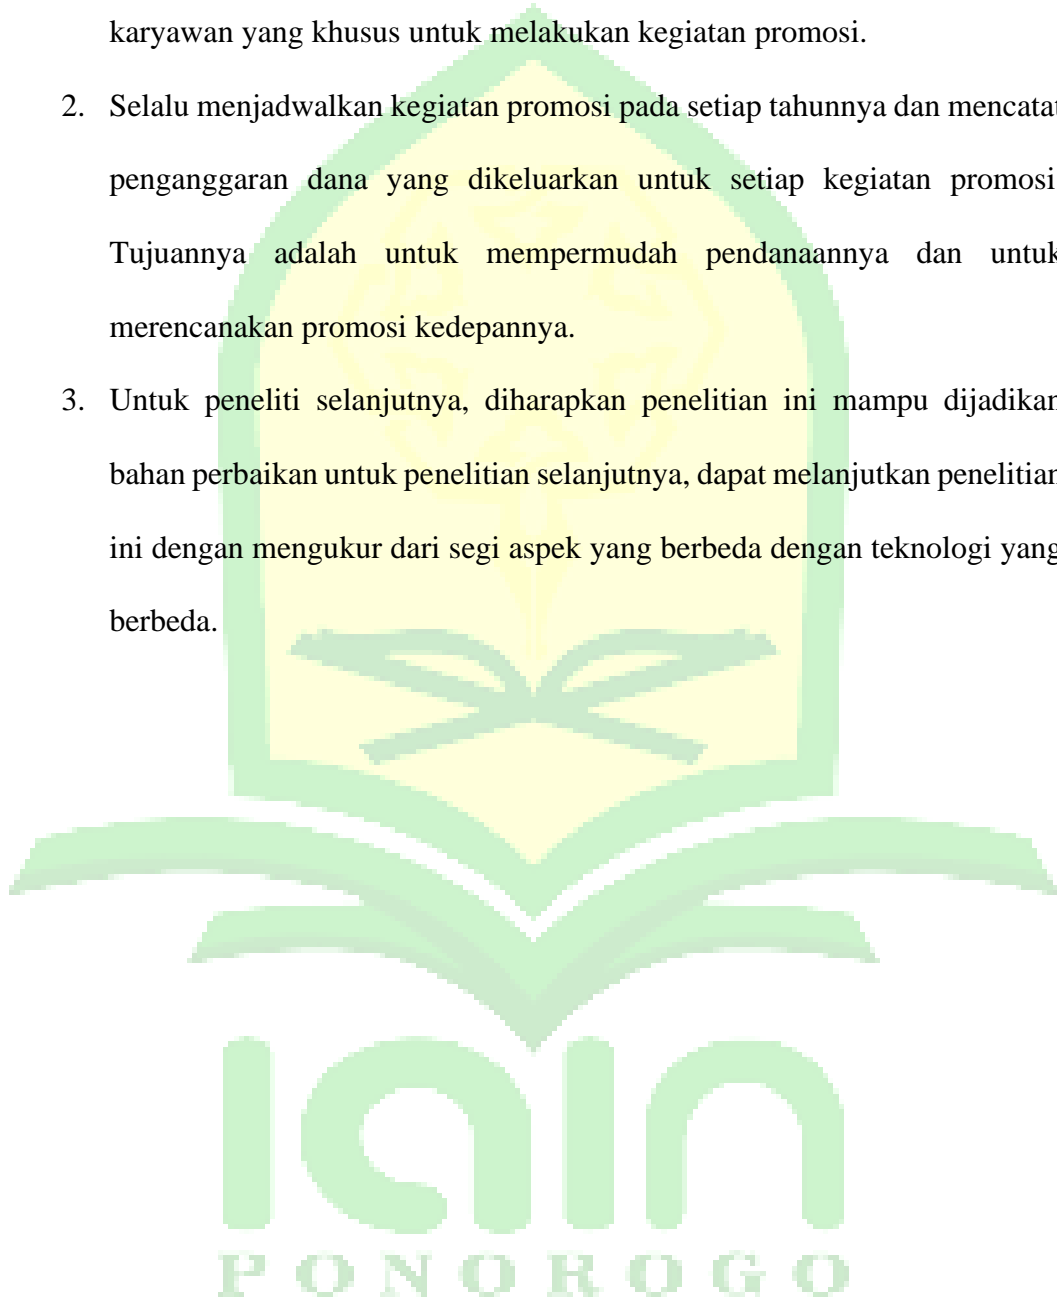 karyawan yang khusus untuk melakukan kegiatan promosi.
2. Selalu menjadwalkan kegiatan promosi pada setiap tahunnya dan mencatat
penganggaran dana yang dikeluarkan untuk setiap kegiatan promosi.
Tujuannya adalah untuk mempermudah pendanaannya dan untuk
merencanakan promosi kedepannya.
3. Untuk peneliti selanjutnya, diharapkan penelitian ini mampu dijadikan
bahan perbaikan untuk penelitian selanjutnya, dapat melanjutkan penelitian
ini dengan mengukur dari segi aspek yang berbeda dengan teknologi yang
berbeda.
IAIN
PONOROGO